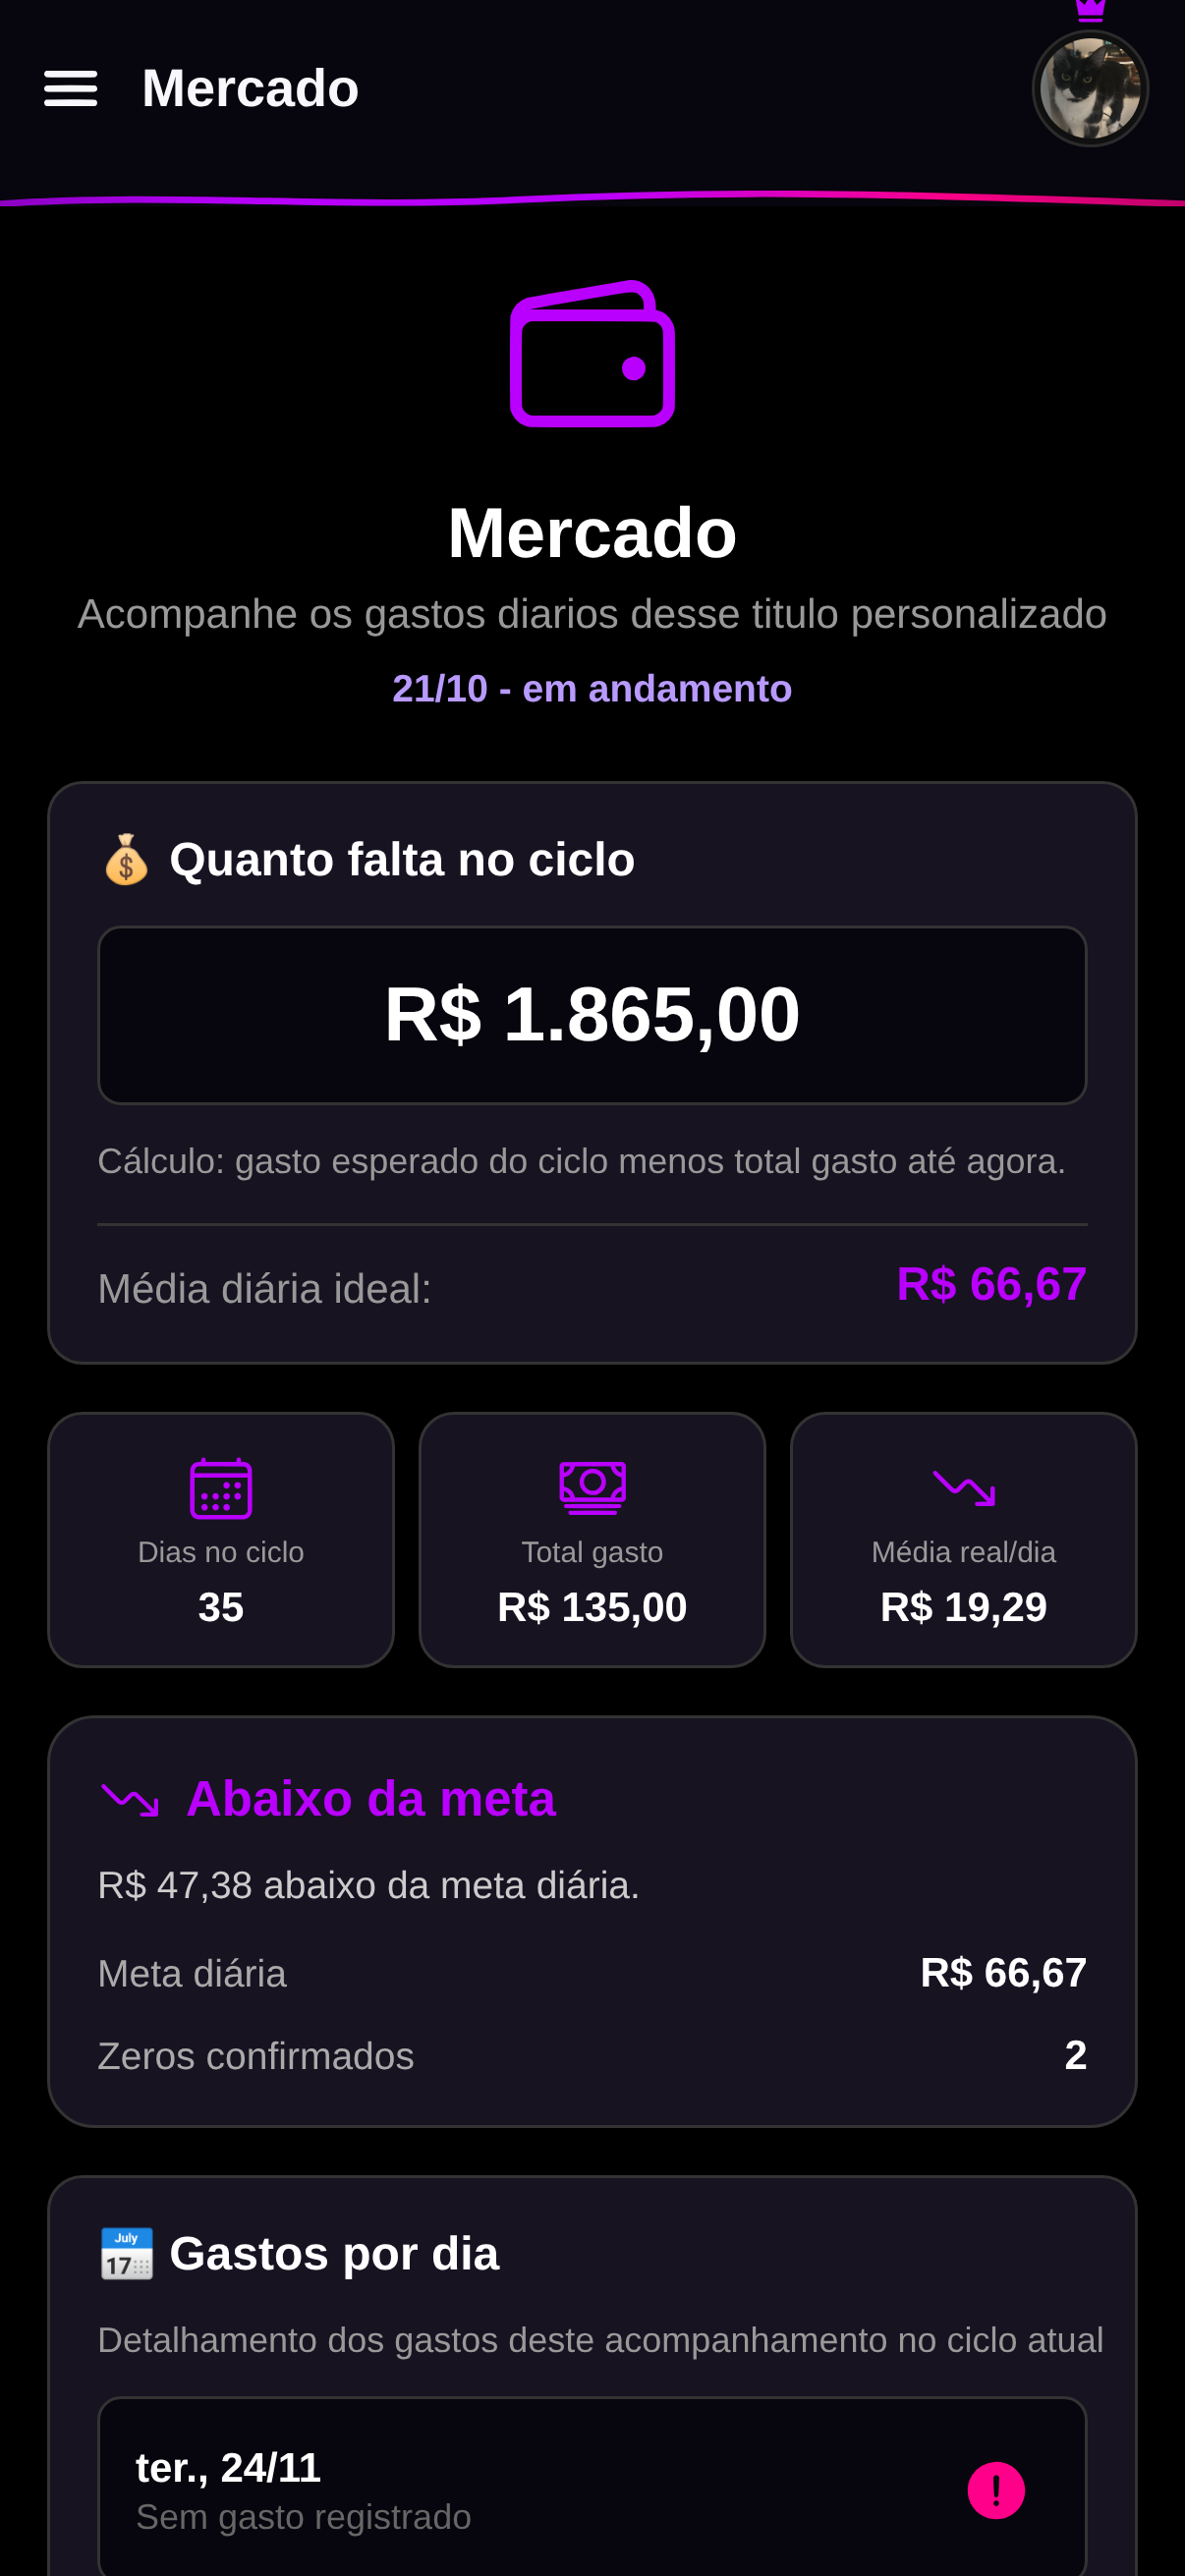 Mercado
Mercado
Acompanhe os gastos diarios desse titulo personalizado
21/10 - em andamento
💰 Quanto falta no ciclo
R$ 1.865,00
Cálculo: gasto esperado do ciclo menos total gasto até agora.
Média diária ideal: R$ 66,67
Dias no ciclo
35
Total gasto
R$ 135,00
Média real/dia
R$ 19,29
Abaixo da meta
R$ 47,38 abaixo da meta diária.
Meta diária R$ 66,67
Zeros confirmados 2
📅 Gastos por dia
Detalhamento dos gastos deste acompanhamento no ciclo atual
ter., 24/11
Sem gasto registrado